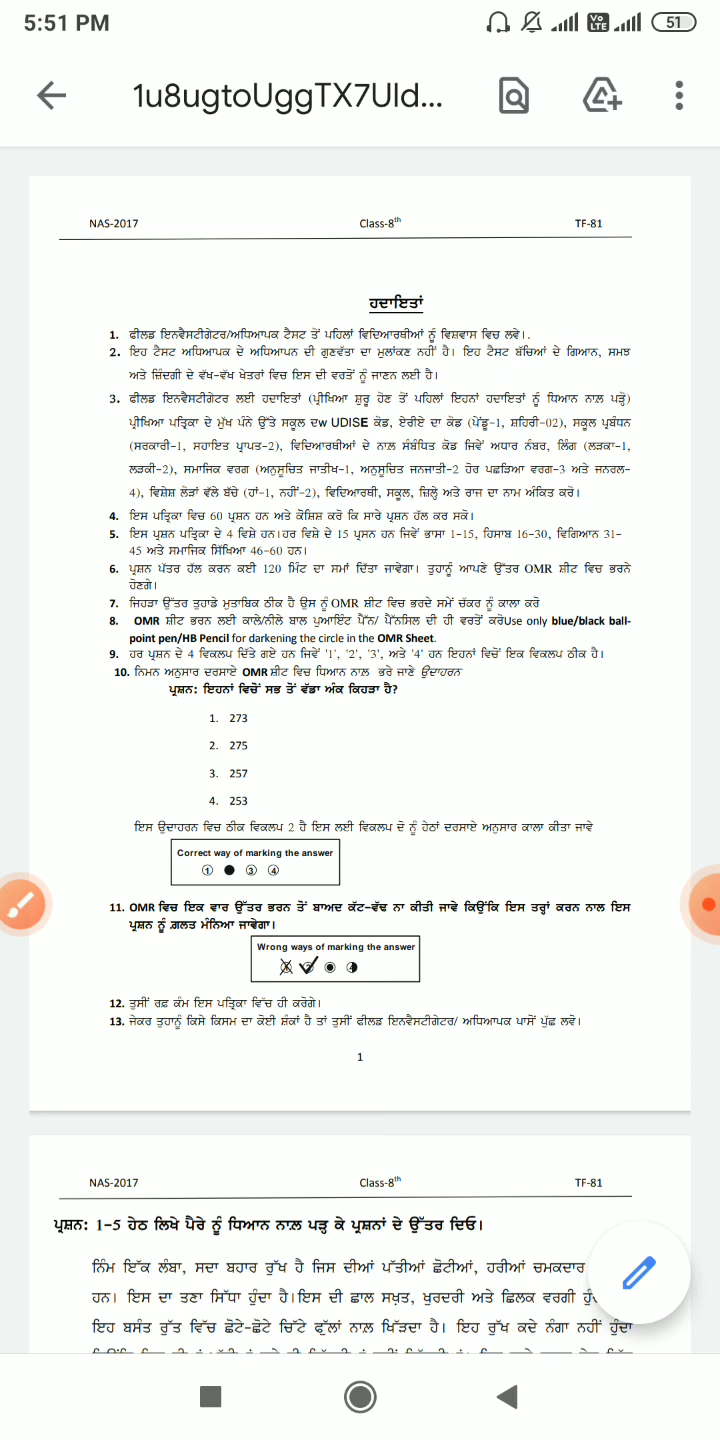 5:51 PM
Vo LTE 51
1u8ugtoUggTX7Uld...
NAS-2017 Class-8th TF-81
ਹਦਾਇਤਾਂ
1. ਫੀਲਡ ਇਨਵੈਸਟੀਗੇਟਰ/ਅਧਿਆਪਕ ਟੈਸਟ ਤੋਂ ਪਹਿਲਾਂ ਵਿਦਿਆਰਥੀਆਂ ਨੂੰ ਵਿਸ਼ਵਾਸ ਵਿਚ ਲਵੇ।.
2. ਇਹ ਟੈਸਟ ਅਧਿਆਪਕ ਦੇ ਅਧਿਆਪਨ ਦੀ ਗੁਣਵੱਤਾ ਦਾ ਮੁਲਾਂਕਣ ਨਹੀਂ ਹੈ। ਇਹ ਟੈਸਟ ਬੱਚਿਆਂ ਦੇ ਗਿਆਨ, ਸਮਝ
ਅਤੇ ਜ਼ਿੰਦਗੀ ਦੇ ਵੱਖ-ਵੱਖ ਖੇਤਰਾਂ ਵਿਚ ਇਸ ਦੀ ਵਰਤੋਂ ਨੂੰ ਜਾਣਨ ਲਈ ਹੈ।
3. ਫੀਲਡ ਇਨਵੈਸਟੀਗੇਟਰ ਲਈ ਹਦਾਇਤਾਂ (ਪ੍ਰੀਖਿਆ ਸ਼ੁਰੂ ਹੋਣ ਤੋਂ ਪਹਿਲਾਂ ਇਹਨਾਂ ਹਦਾਇਤਾਂ ਨੂੰ ਧਿਆਨ ਨਾਲ ਪੜ੍ਹੋ)
ਪ੍ਰੀਖਿਆ ਪਤ੍ਰਿਕਾ ਦੇ ਮੁੱਖ ਪੰਨੇ ਉੱਤੇ ਸਕੂਲ ਦw UDISE ਕੋਡ, ਏਰੀਏ ਦਾ ਕੋਡ (ਪੇਂਡੂ-1, ਸ਼ਹਿਰੀ-02), ਸਕੂਲ ਪ੍ਰਬੰਧਨ
(ਸਰਕਾਰੀ-1, ਸਹਾਇਤ ਪ੍ਰਾਪਤ-2), ਵਿਦਿਆਰਥੀਆਂ ਦੇ ਨਾਲ ਸੰਬੰਧਿਤ ਕੋਡ ਜਿਵੇਂ ਅਧਾਰ ਨੰਬਰ, ਲਿੰਗ (ਲੜਕਾ-1,
ਲੜਕੀ-2), ਸਮਾਜਿਕ ਵਰਗ (ਅਨੁਸੂਚਿਤ ਜਾਤੀਖ-1, ਅਨੁਸੂਚਿਤ ਜਨਜਾਤੀ-2 ਹੋਰ ਪਛੜਿਆ ਵਰਗ-3 ਅਤੇ ਜਨਰਲ-
4), ਵਿਸ਼ੇਸ਼ ਲੋੜਾਂ ਵੱਲੇ ਬੱਚੇ (ਹਾਂ-1, ਨਹੀਂ-2), ਵਿਦਿਆਰਥੀ, ਸਕੂਲ, ਜ਼ਿਲ੍ਹੇ ਅਤੇ ਰਾਜ ਦਾ ਨਾਮ ਅੰਕਿਤ ਕਰੋ।
4. ਇਸ ਪਤ੍ਰਿਕਾ ਵਿਚ 60 ਪ੍ਰਸ਼ਨ ਹਨ ਅਤੇ ਕੋਸ਼ਿਸ਼ ਕਰੋ ਕਿ ਸਾਰੇ ਪ੍ਰਸ਼ਨ ਹੱਲ ਕਰ ਸਕੋ।
5. ਇਸ ਪ੍ਰਸ਼ਨ ਪਤ੍ਰਿਕਾ ਦੇ 4 ਵਿਸ਼ੇ ਹਨ।ਹਰ ਵਿਸ਼ੇ ਦੇ 15 ਪ੍ਰਸਨ ਹਨ ਜਿਵੇਂ ਭਾਸਾ 1-15, ਹਿਸਾਬ 16-30, ਵਿਗਿਆਨ 31-
45 ਅਤੇ ਸਮਾਜਿਕ ਸਿੱਖਿਆ 46-60 ਹਨ।
6. ਪ੍ਰਸ਼ਨ ਪੱਤਰ ਹੱਲ ਕਰਨ ਕਈ 120 ਮਿੰਟ ਦਾ ਸਮਾਂ ਦਿੱਤਾ ਜਾਵੇਗਾ। ਤੁਹਾਨੂੰ ਆਪਣੇ ਉੱਤਰ OMR ਸ਼ੀਟ ਵਿਚ ਭਰਨੇ
ਹੋਣਗੇ।
7. ਜਿਹੜਾ ਉੱਤਰ ਤੁਹਾਡੇ ਮੁਤਾਬਿਕ ਠੀਕ ਹੈ ਉਸ ਨੂੰ OMR ਸ਼ੀਟ ਵਿਚ ਭਰਦੇ ਸਮੇਂ ਚੱਕਰ ਨੂੰ ਕਾਲਾ ਕਰੋ
8. OMR ਸ਼ੀਟ ਭਰਨ ਲਈ ਕਾਲੇ/ਨੀਲੇ ਬਾਲ ਪੁਆਇੰਟ ਪੈੱਨ/ ਪੈੱਨਸਿਲ ਦੀ ਹੀ ਵਰਤੋਂ ਕਰੋUse only blue/black ball-
point pen/HB Pencil for darkening the circle in the OMR Sheet.
9. ਹਰ ਪ੍ਰਸ਼ਨ ਦੇ 4 ਵਿਕਲਪ ਦਿੱਤੇ ਗਏ ਹਨ ਜਿਵੇਂ '1', '2', '3', ਅਤੇ '4' ਹਨ ਇਹਨਾਂ ਵਿਚੋਂ ਇਕ ਵਿਕਲਪ ਠੀਕ ਹੈ।
10. ਨਿਮਨ ਅਨੁਸਾਰ ਦਰਸਾਏ OMR ਸ਼ੀਟ ਵਿਚ ਧਿਆਨ ਨਾਲ ਭਰੇ ਜਾਣੇ ਉਦਾਹਰਨ
ਪ੍ਰਸ਼ਨ: ਇਹਨਾਂ ਵਿਚੋਂ ਸਭ ਤੋਂ ਵੱਡਾ ਅੰਕ ਕਿਹੜਾ ਹੈ?
1. 273
2. 275
3. 257
4. 253
ਇਸ ਉਦਾਹਰਨ ਵਿਚ ਠੀਕ ਵਿਕਲਪ 2 ਹੈ ਇਸ ਲਈ ਵਿਕਲਪ ਦੋ ਨੂੰ ਹੇਠਾਂ ਦਰਸਾਏ ਅਨੁਸਾਰ ਕਾਲਾ ਕੀਤਾ ਜਾਵੇ
Correct way of marking the answer
① ● ③ ④
11. OMR ਵਿਚ ਇਕ ਵਾਰ ਉੱਤਰ ਭਰਨ ਤੋਂ ਬਾਅਦ ਕੱਟ-ਵੱਢ ਨਾ ਕੀਤੀ ਜਾਵੇ ਕਿਉਂਕਿ ਇਸ ਤਰ੍ਹਾਂ ਕਰਨ ਨਾਲ ਇਸ
ਪ੍ਰਸ਼ਨ ਨੂੰ ਗ਼ਲਤ ਮੰਨਿਆ ਜਾਵੇਗਾ।
Wrong ways of marking the answer
12. ਤੁਸੀਂ ਰਫ਼ ਕੰਮ ਇਸ ਪਤ੍ਰਿਕਾ ਵਿੱਚ ਹੀ ਕਰੋਗੇ।
13. ਜੇਕਰ ਤੁਹਾਨੂੰ ਕਿਸੇ ਕਿਸਮ ਦਾ ਕੋਈ ਸ਼ੰਕਾਂ ਹੈ ਤਾਂ ਤੁਸੀਂ ਫੀਲਡ ਇਨਵੈਸਟੀਗੇਟਰ/ ਅਧਿਆਪਕ ਪਾਸੋਂ ਪੁੱਛ ਲਵੋ।
1
NAS-2017 Class-8th TF-81
ਪ੍ਰਸ਼ਨ: 1-5 ਹੇਠ ਲਿਖੇ ਪੈਰੇ ਨੂੰ ਧਿਆਨ ਨਾਲ ਪੜ੍ਹ ਕੇ ਪ੍ਰਸ਼ਨਾਂ ਦੇ ਉੱਤਰ ਦਿਓ।
ਨਿੰਮ ਇੱਕ ਲੰਬਾ, ਸਦਾ ਬਹਾਰ ਰੁੱਖ ਹੈ ਜਿਸ ਦੀਆਂ ਪੱਤੀਆਂ ਛੋਟੀਆਂ, ਹਰੀਆਂ ਚਮਕਦਾਰ
ਹਨ। ਇਸ ਦਾ ਤਣਾ ਸਿੱਧਾ ਹੁੰਦਾ ਹੈ।ਇਸ ਦੀ ਛਾਲ ਸਖ਼ਤ, ਖੁਰਦਰੀ ਅਤੇ ਛਿਲਕ ਵਰਗੀ
ਇਹ ਬਸੰਤ ਰੁੱਤ ਵਿੱਚ ਛੋਟੇ-ਛੋਟੇ ਚਿੱਟੇ ਫੁੱਲਾਂ ਨਾਲ ਖਿੱੜਦਾ ਹੈ। ਇਹ ਰੁੱਖ ਕਦੇ ਨੰਗਾ ਨਹੀਂ ਹੁੰਦਾ